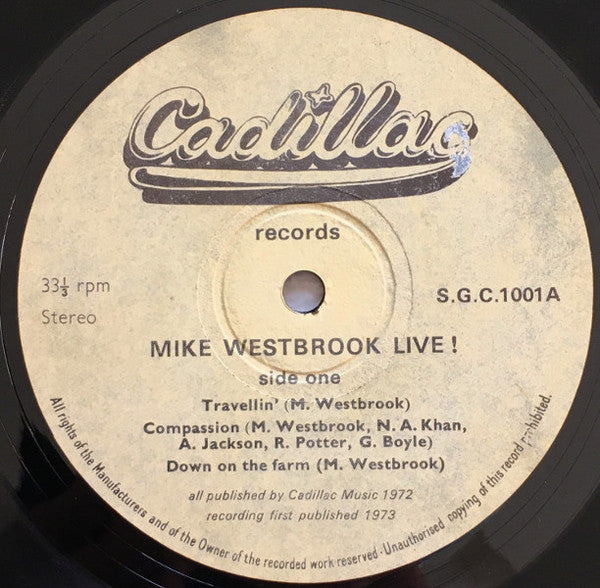 Cadillac
records
33⅓ rpm
Stereo
S.G.C.1001A
MIKE WESTBROOK LIVE!
side one
Travellin' (M. Westbrook)
Compassion (M. Westbrook, N. A. Khan,
A. Jackson, R. Potter, G. Boyle)
Down on the farm (M. Westbrook)
all published by Cadillac Music 1972
recording first published 1973
All rights of the Manufacturers and of the Owner of the recorded work reserved · Unauthorised copying of this record prohibited.